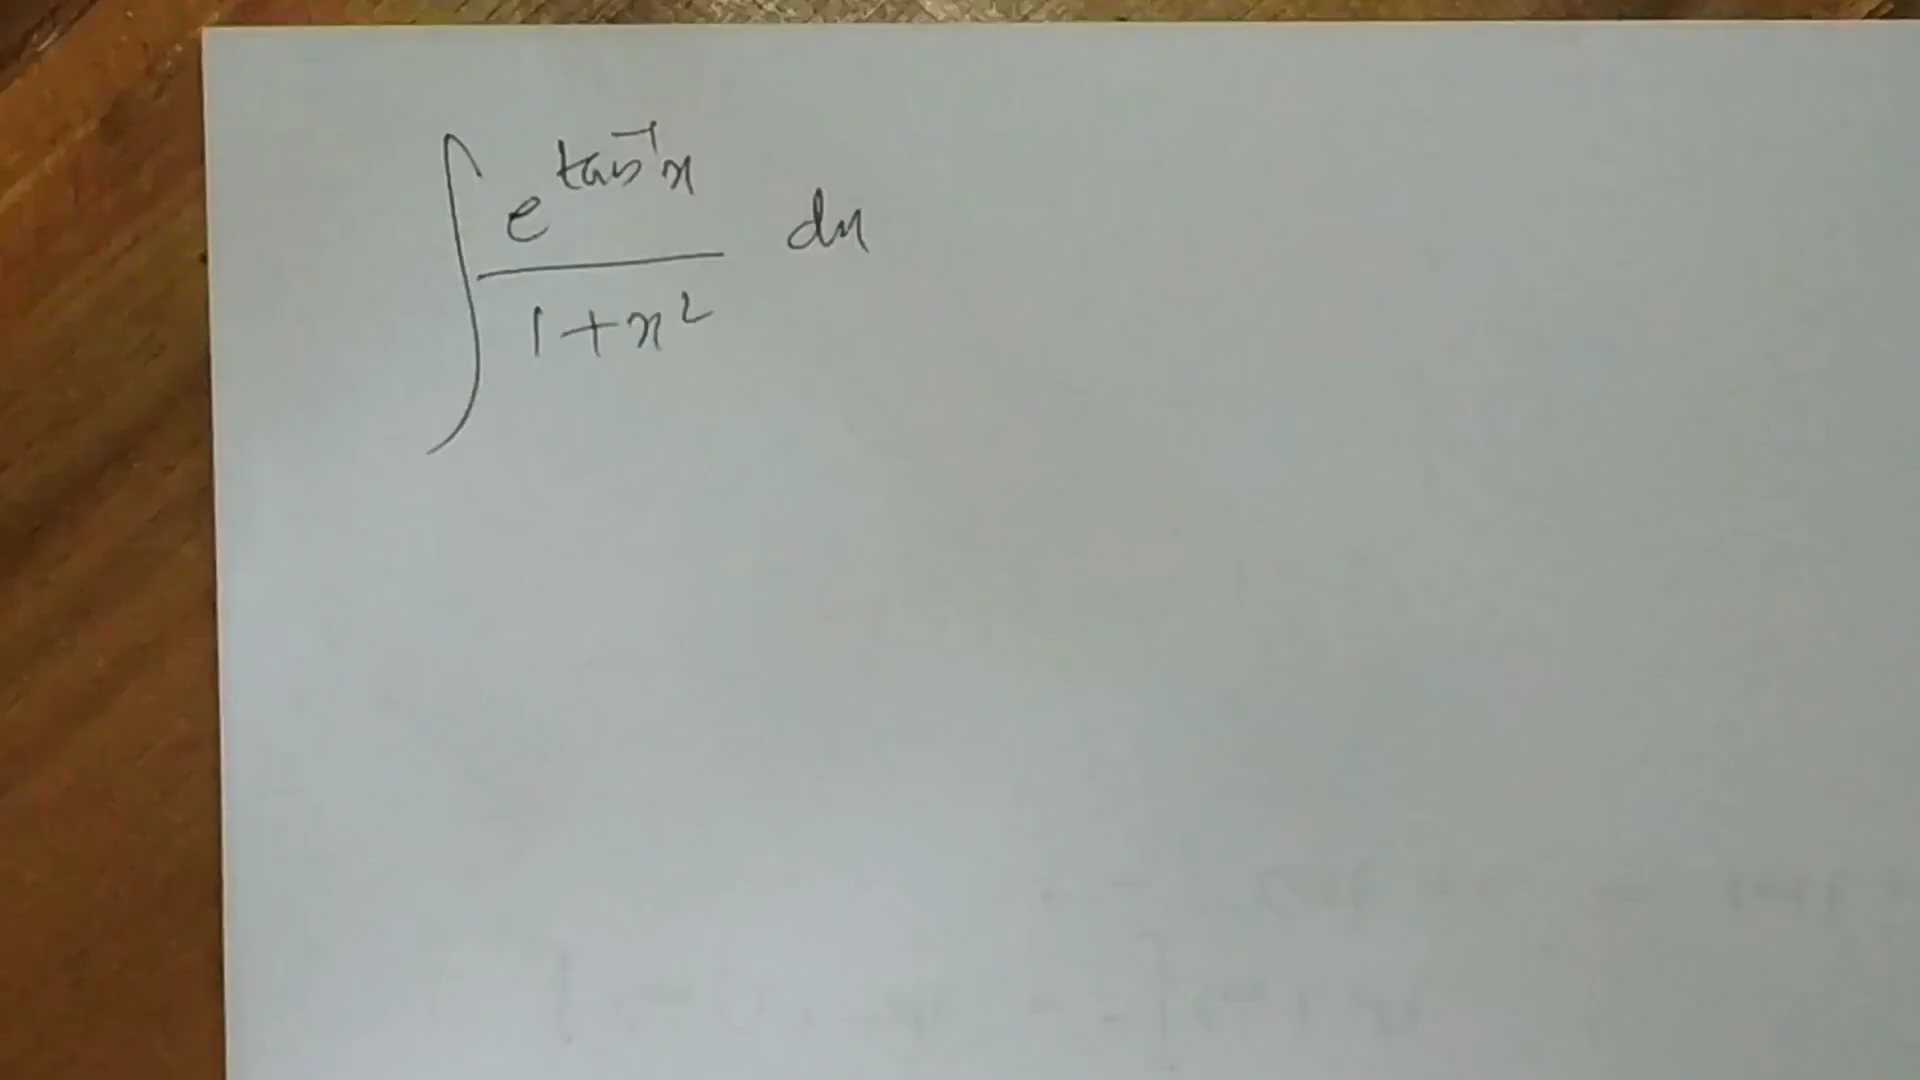 ∫ e^{tan⁻¹x} / (1+x²) dx